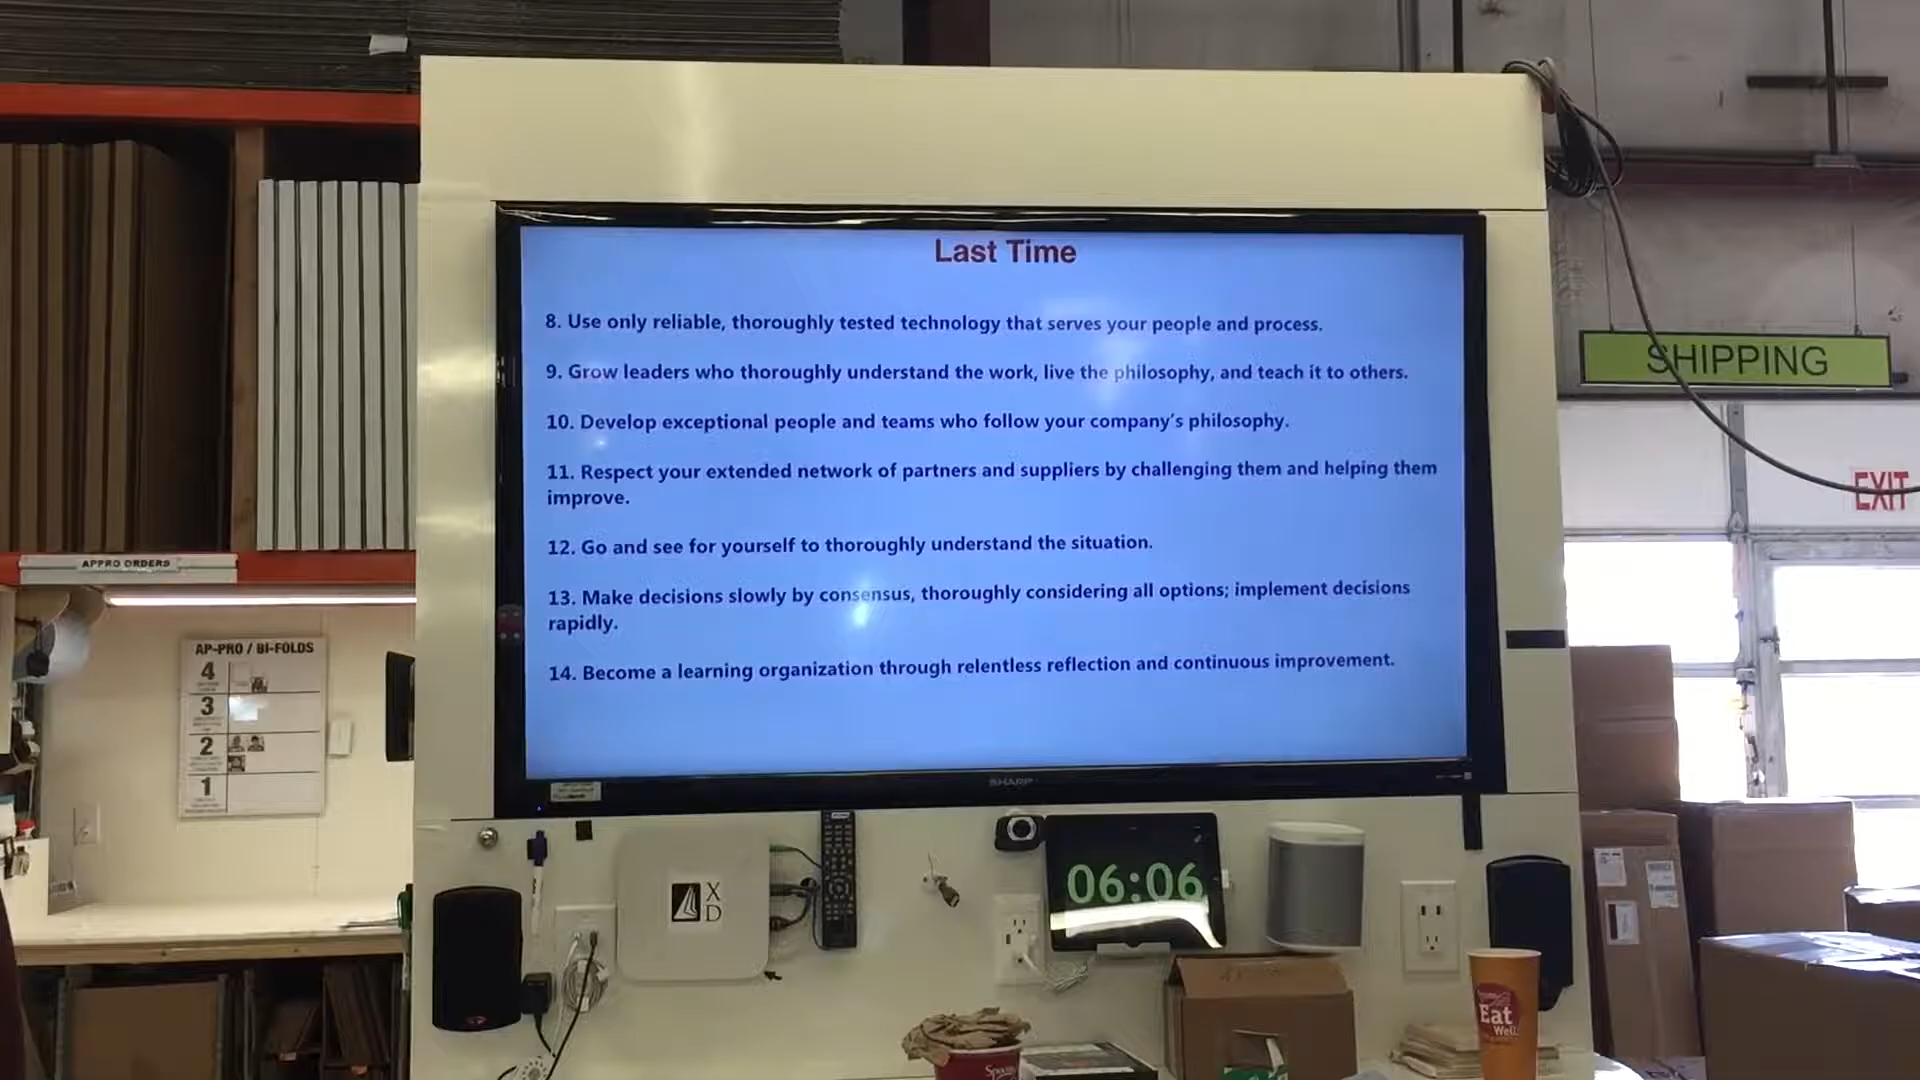 Last Time
8. Use only reliable, thoroughly tested technology that serves your people and process.
9. Grow leaders who thoroughly understand the work, live the philosophy, and teach it to others.
10. Develop exceptional people and teams who follow your company's philosophy.
11. Respect your extended network of partners and suppliers by challenging them and helping them
improve.
12. Go and see for yourself to thoroughly understand the situation.
13. Make decisions slowly by consensus, thoroughly considering all options; implement decisions
rapidly.
14. Become a learning organization through relentless reflection and continuous improvement.
SHARP
SHIPPING
EXIT
APPRO ORDERS
AP-PRO / BI-FOLDS
4
3
2
1
X
D
06:06
Eat
Well